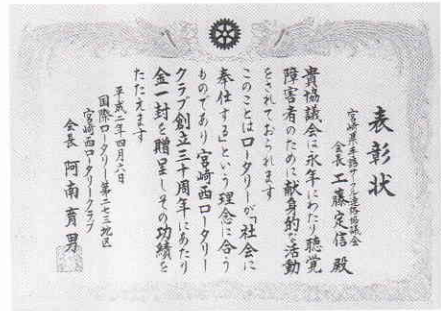 表彰状
宮崎県手話サークル連絡協議会
会長 工藤定信 殿
貴協議会に永年にわたり聴覚
障害者のために献身的な活動
をされておられます
このことはロータリーが「社会に
奉仕する」という理念に合う
ものであり宮崎西ロータリー
クラブ創立三十周年にあたり
金一封を贈呈しその功績を
たたえます
平成二年四月六日
国際ロータリー第二七三地区
宮崎西ロータリークラブ
会長 阿南育男